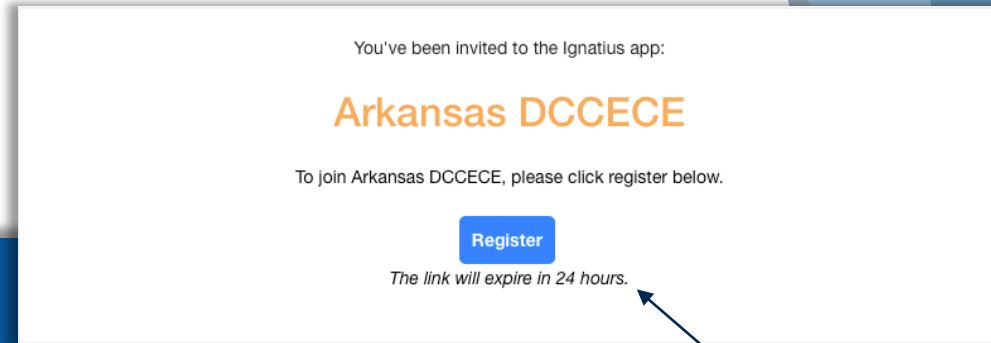 You've been invited to the Ignatius app:
Arkansas DCCECE
To join Arkansas DCCECE, please click register below.
Register
The link will expire in 24 hours.